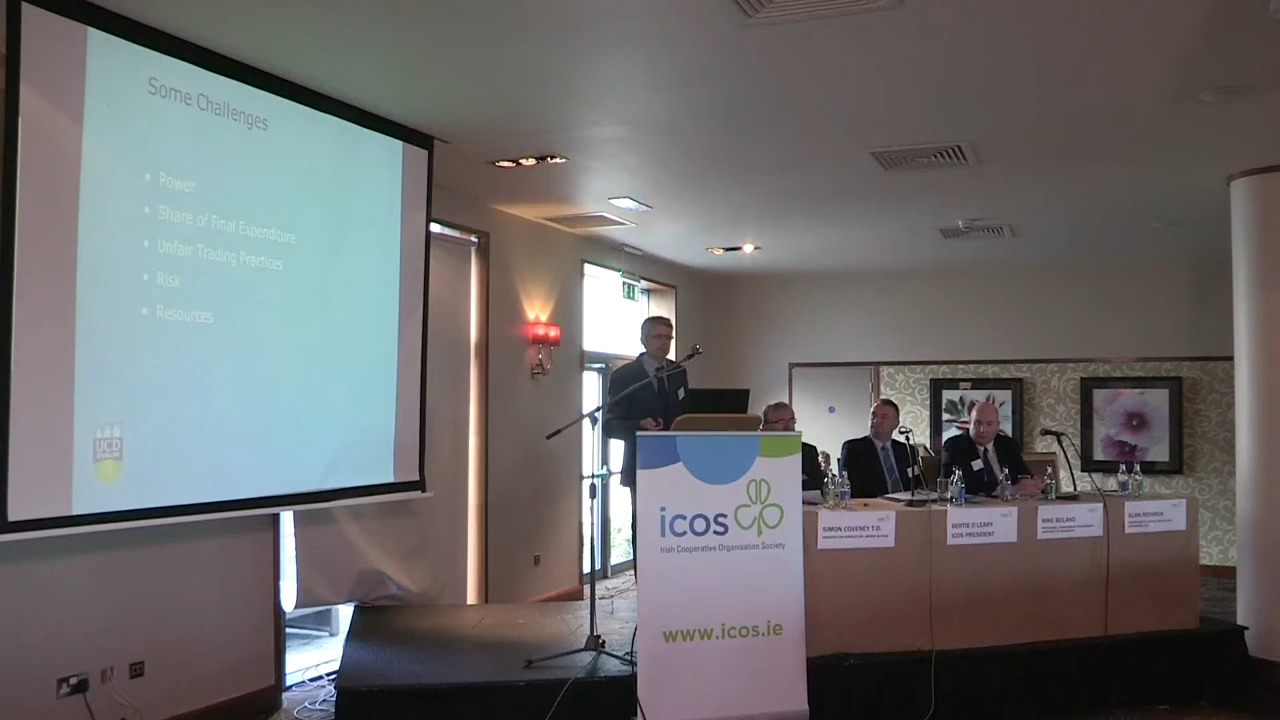 Some Challenges
• Power
• Share of Final Expenditure
• Unfair Trading Practices
• Risk
• Resources
UCD
icos
Irish Cooperative Organisation Society
www.icos.ie
SIMON COVENEY T.D.
BERTIE O'LEARY
ICOS PRESIDENT
MIKE BOLAND
ALAN RENWICK